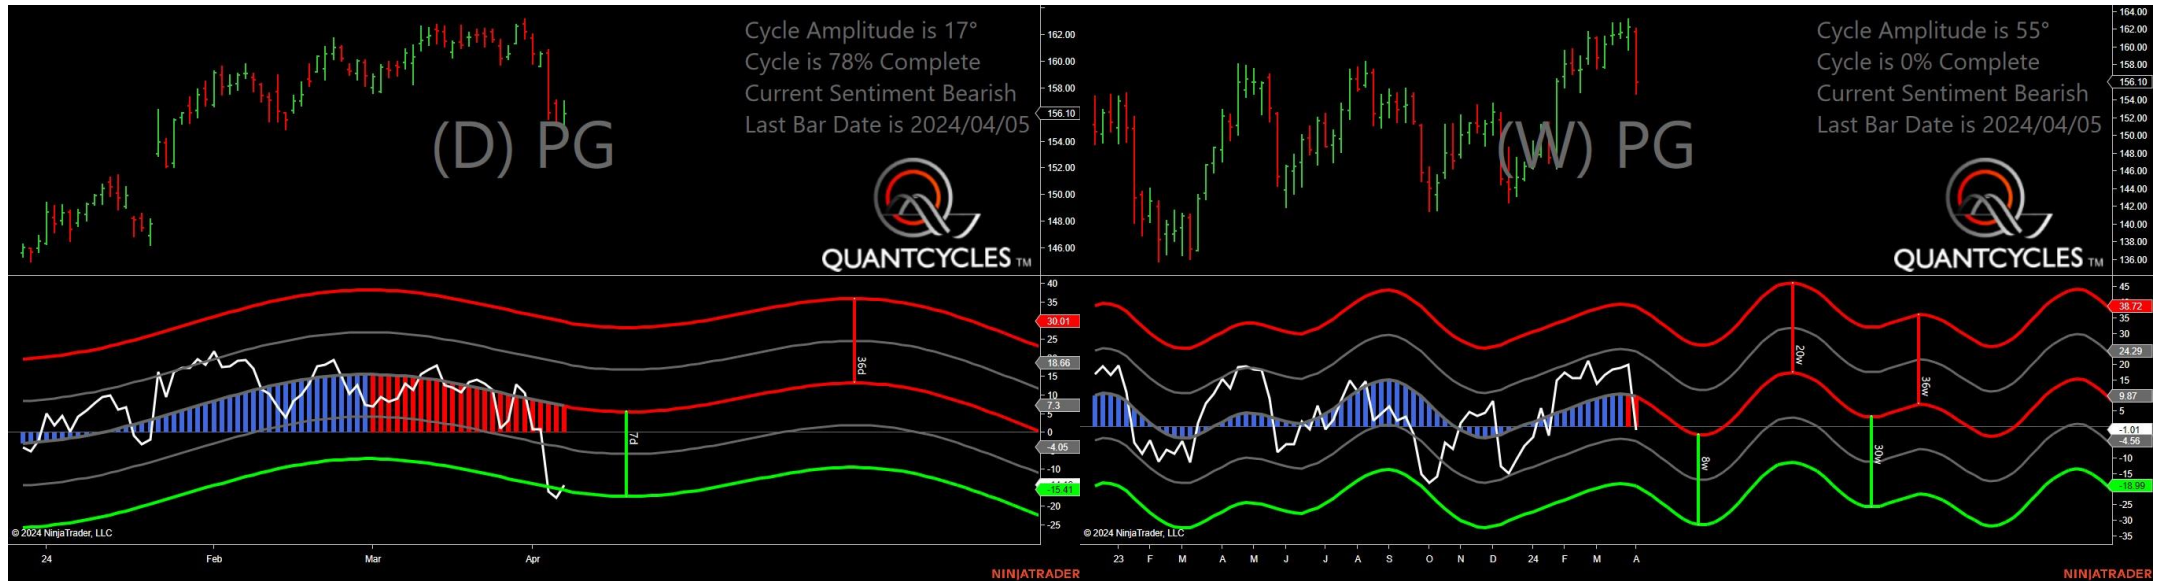 Cycle Amplitude is 17°
Cycle is 78% Complete
Current Sentiment Bearish
Last Bar Date is 2024/04/05
(D) PG
QUANTCYCLES TM
162.00
160.00
158.00
156.10
154.00
152.00
150.00
148.00
146.00
40
35
30.01
25
18.66
15
10
7.3
5
0
-4.05
-10
-15.41
-20
-25
36d
7d
© 2024 NinjaTrader, LLC
24 Feb Mar Apr
NINJATRADER
Cycle Amplitude is 55°
Cycle is 0% Complete
Current Sentiment Bearish
Last Bar Date is 2024/04/05
(W) PG
QUANTCYCLES TM
164.00
162.00
160.00
158.00
156.10
154.00
152.00
150.00
148.00
146.00
144.00
142.00
140.00
138.00
136.00
45
38.72
35
30
24.29
20
15
9.87
5
-1.01
-4.56
-10
-15
-18.99
-25
-30
-35
20w
36w
8w
30w
© 2024 NinjaTrader, LLC
23 F M A M J J A S O N D 24 F M A
NINJATRADER